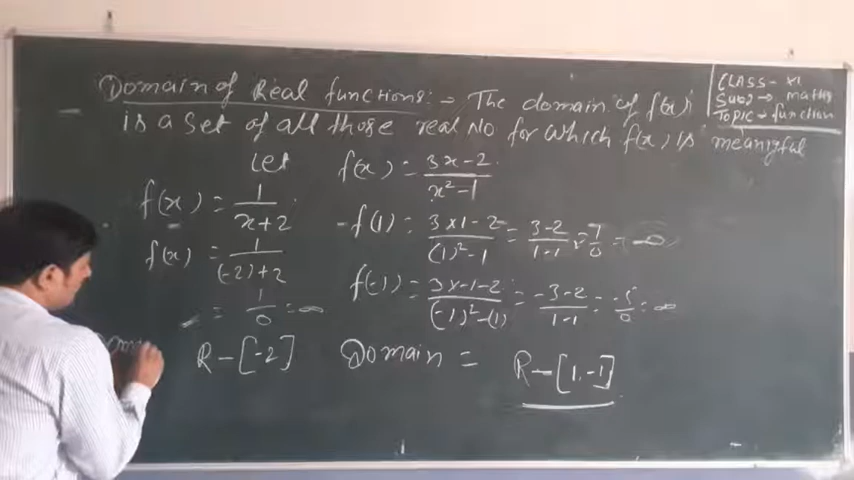 Domain of Real functions:→ The domain of f(x)
is a set of all those real No for which f(x) is meaningful
CLASS - XI
Sub→ maths
Topic→ function
Let
f(x) = 1/(x+2)
f(x) = 1/((-2)+2)
= 1/0 = ∞
R-[-2]
f(x) = (3x-2)/(x²-1)
f(1) = (3×1-2)/((1)²-1) = (3-2)/(1-1) = 1/0 = ∞
f(-1) = (3×-1-2)/((-1)²-(1)) = (-3-2)/(1-1) = -5/0 = ∞
Domain = R-[1,-1]